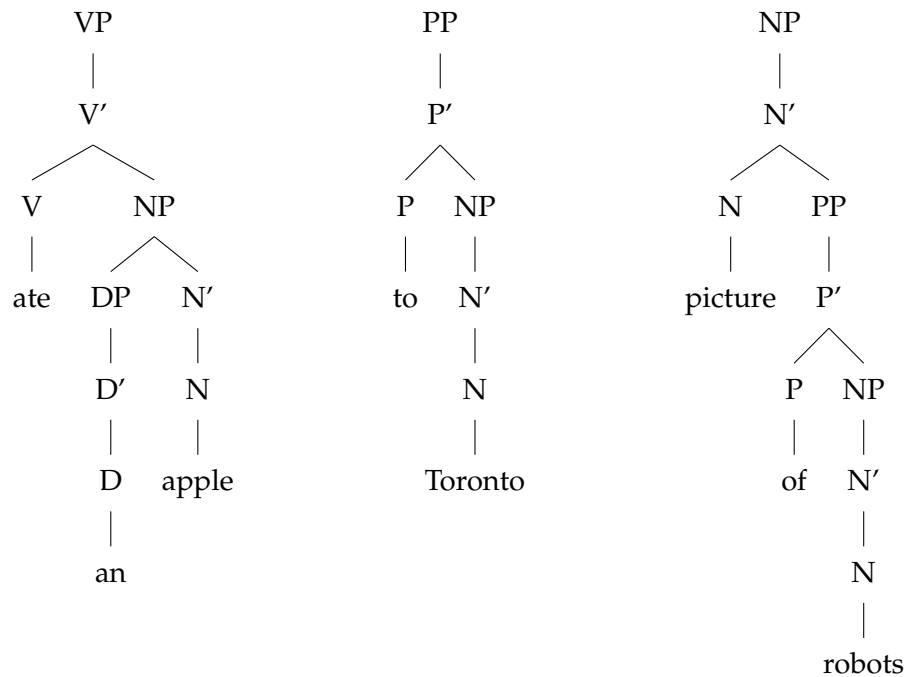 VP PP NP
V’ P’ N’
V NP P NP N PP
ate DP N’ to N’ picture P’
D’ N N P NP
D apple Toronto of N’
an N
robots